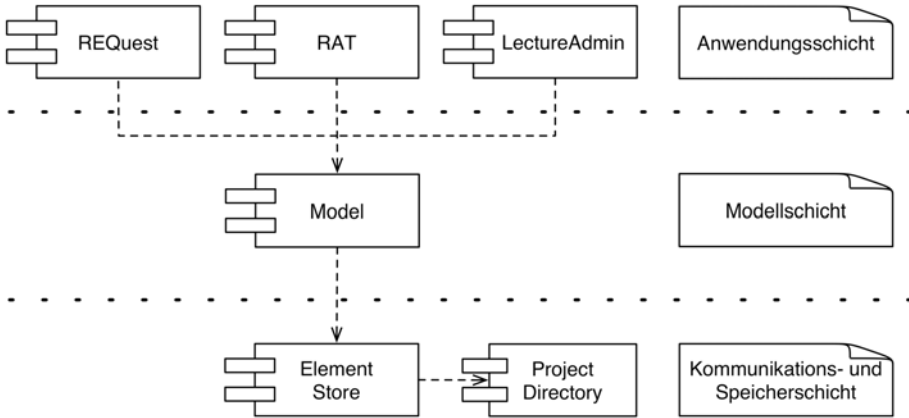 REQuest
RAT
LectureAdmin
Anwendungsschicht
Model
Modellschicht
Element
Store
Project
Directory
Kommunikations- und
Speicherschicht